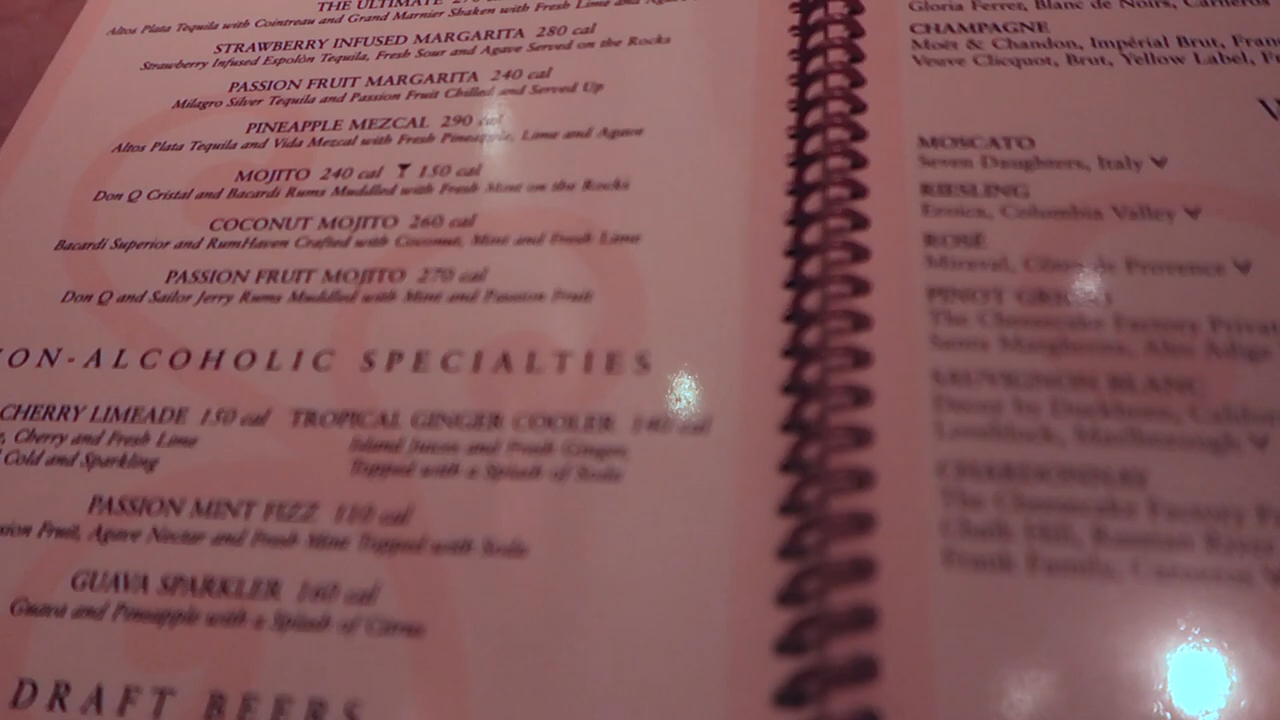 THE ULTIMATE
Altos Plata Tequila with Cointreau and Grand Marnier Shaken with Fresh Lime and
STRAWBERRY INFUSED MARGARITA 280 cal
Strawberry Infused Espolòn Tequila, Fresh Sour and Agave Served on the Rocks
PASSION FRUIT MARGARITA 240 cal
Milagro Silver Tequila and Passion Fruit Chilled and Served Up
PINEAPPLE MEZCAL 290 cal
Altos Plata Tequila and Vida Mezcal with Fresh Pineapple, Lime and Agave
MOJITO 240 cal 150 cal
Don Q Cristal and Bacardi Rums Muddled with Fresh Mint on the Rocks
COCONUT MOJITO 260 cal
Bacardi Superior and RumHaven Crafted with Coconut, Mint and Fresh Lime
PASSION FRUIT MOJITO 270 cal
Don Q and Sailor Jerry Rums Muddled with Mint and Passion Fruit
ON-ALCOHOLIC SPECIALTIES
CHERRY LIMEADE 150 cal TROPICAL GINGER COOLER 140 cal
, Cherry and Fresh Lime Island Juices and Fresh Ginger
Cold and Sparkling Topped with a Splash of Soda
PASSION MINT FIZZ 110 cal
sion Fruit, Agave Nectar and Fresh Mint Topped with Soda
GUAVA SPARKLER 160 cal
Guava and Pineapple with a Splash of Citrus
DRAFT BEERS
Gloria Ferrer, Blanc de Noirs, Carneros
CHAMPAGNE
Moët & Chandon, Impérial Brut, Fran
Veuve Clicquot, Brut, Yellow Label, F
MOSCATO
Seven Daughters, Italy
RIESLING
Eroica, Columbia Valley
ROSÉ
Miraval, Côtes de Provence
PINOT GRIGIO
The Cheesecake Factory Privat
Santa Margherita, Alto Adige
SAUVIGNON BLANC
Decoy by Duckhorn, Califor
Loveblock, Marlborough
CHARDONNAY
The Cheesecake Factory P
Chalk Hill, Russian River
Frank Family, Carneros